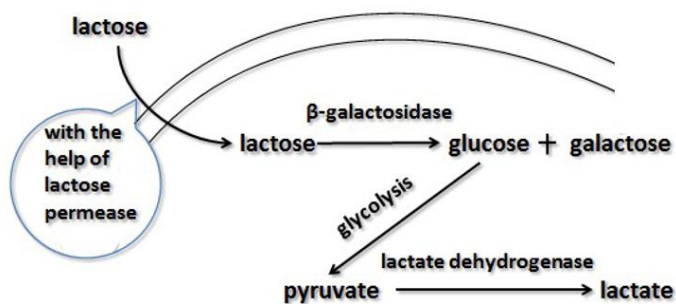 lactose
with the
help of
lactose
permease
β-galactosidase
lactose glucose + galactose
glycolysis
lactate dehydrogenase
pyruvate lactate